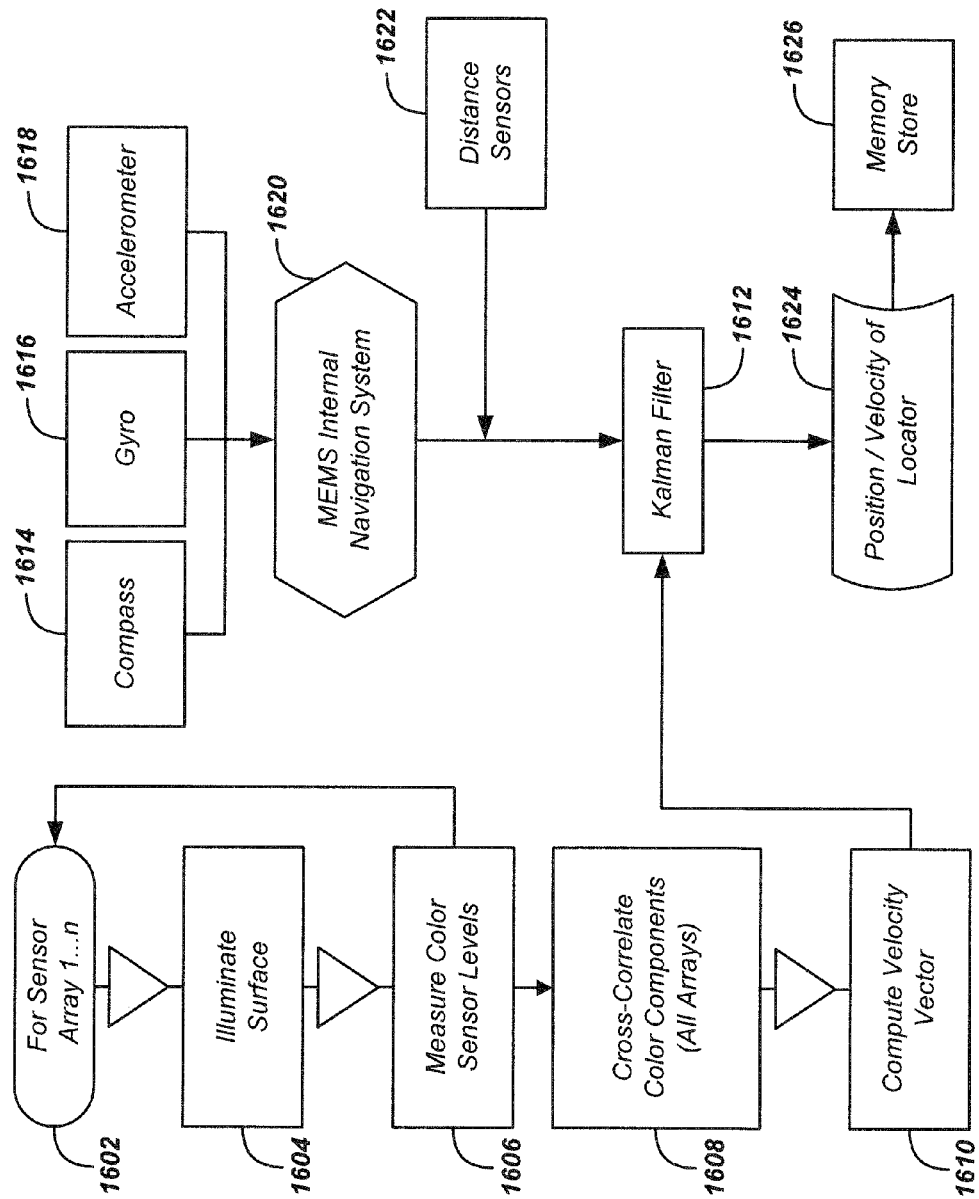 For Sensor
Array 1...n
1602
Illuminate
Surface
1604
Measure Color
Sensor Levels
1606
Cross-Correlate
Color Components
(All Arrays)
1608
Compute Velocity
Vector
1610
Compass
1614
Gyro
1616
Accelerometer
1618
MEMS Internal
Navigation System
1620
Distance
Sensors
1622
Kalman Filter
1612
Position / Velocity of
Locator
1624
Memory
Store
1626